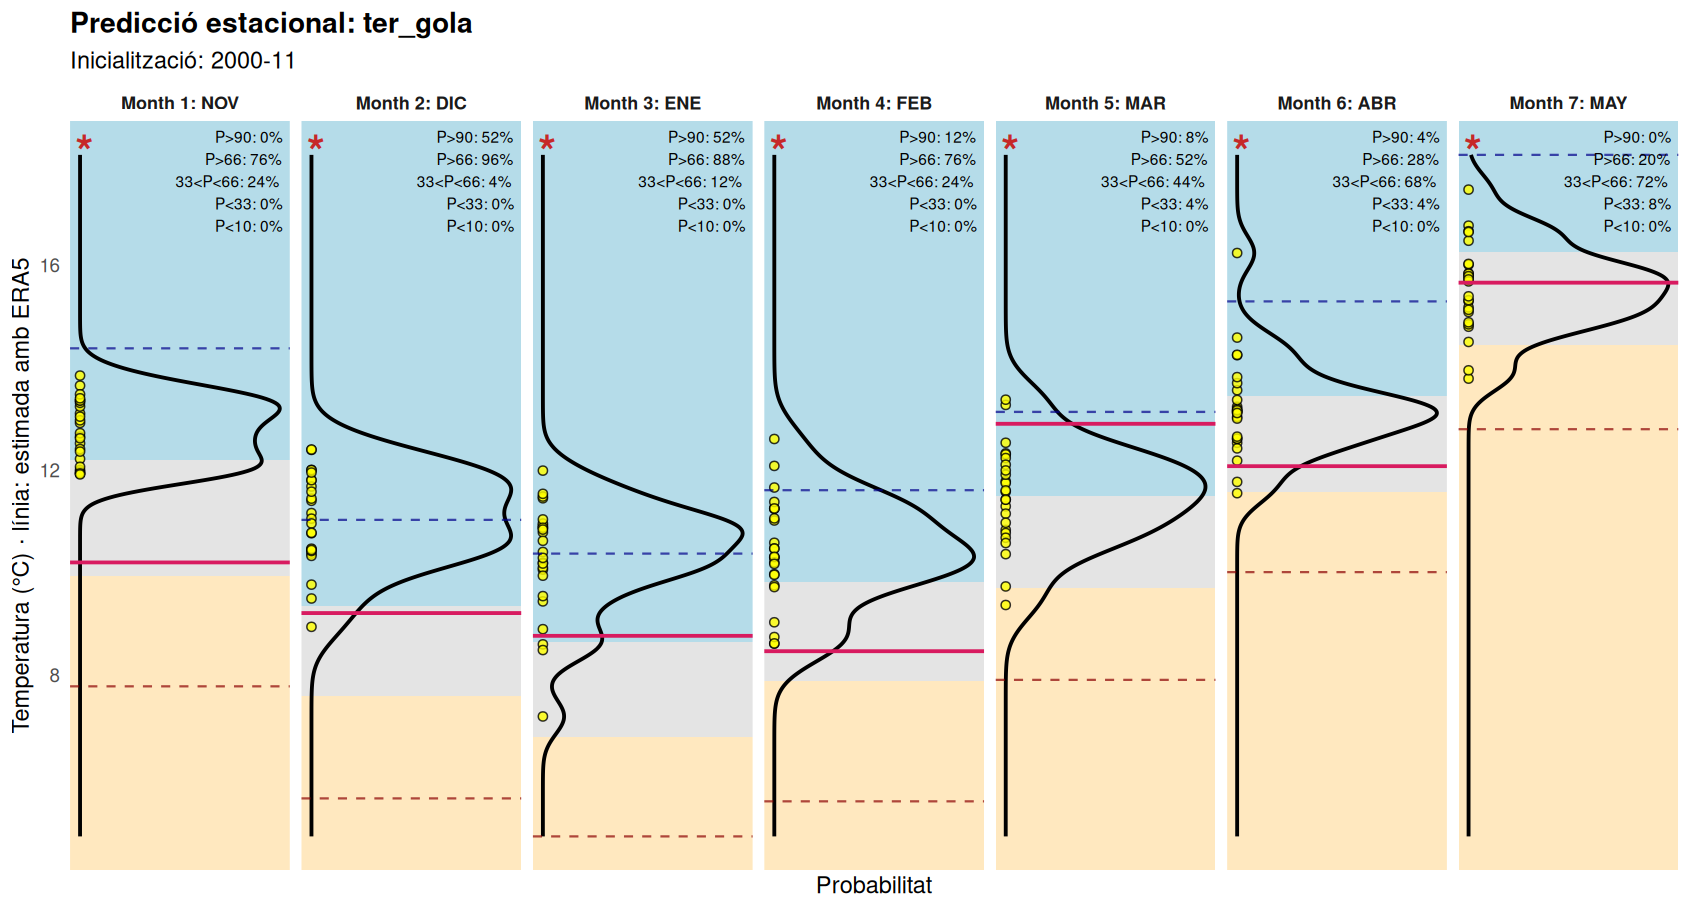 Predicció estacional: ter_gola
Inicialització: 2000-11
Month 1: NOV
Month 2: DIC
Month 3: ENE
Month 4: FEB
Month 5: MAR
Month 6: ABR
Month 7: MAY
*
P>90: 0%
P>66: 76%
33<P<66: 24%
P<33: 0%
P<10: 0%
*
P>90: 52%
P>66: 96%
33<P<66: 4%
P<33: 0%
P<10: 0%
*
P>90: 52%
P>66: 88%
33<P<66: 12%
P<33: 0%
P<10: 0%
*
P>90: 12%
P>66: 76%
33<P<66: 24%
P<33: 0%
P<10: 0%
*
P>90: 8%
P>66: 52%
33<P<66: 44%
P<33: 4%
P<10: 0%
*
P>90: 4%
P>66: 28%
33<P<66: 68%
P<33: 4%
P<10: 0%
*
P>90: 0%
P>66: 20%
33<P<66: 72%
P<33: 8%
P<10: 0%
16
12
8
Temperatura (°C) · línia: estimada amb ERA5
Probabilitat